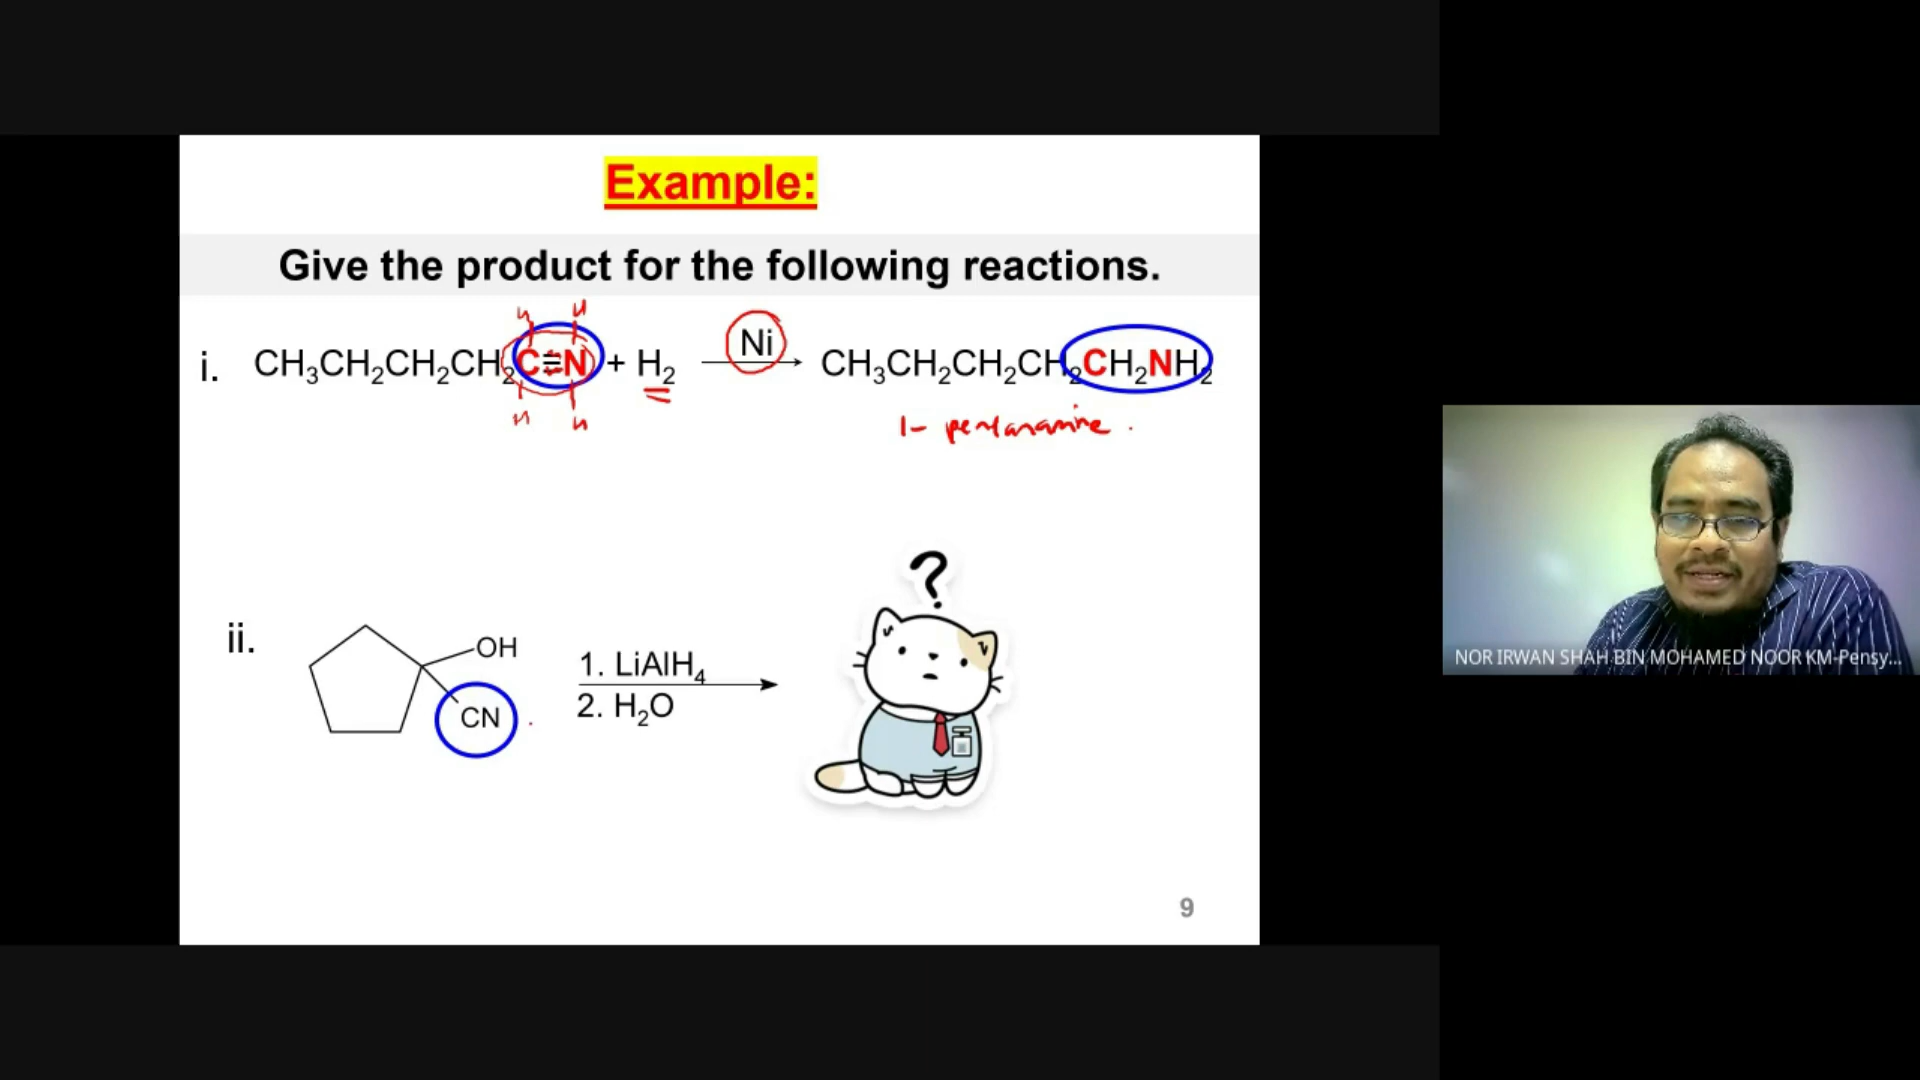 Example:
Give the product for the following reactions.
H H
i. CH₃CH₂CH₂CH₂C≡N + H₂ Ni CH₃CH₂CH₂CH₂CH₂NH₂
H H
1- pentanamine.
?
ii.
OH
CN
1. LiAlH₄
2. H₂O
NOR IRWAN SHAH BIN MOHAMED NOOR KM-Pensy...
9